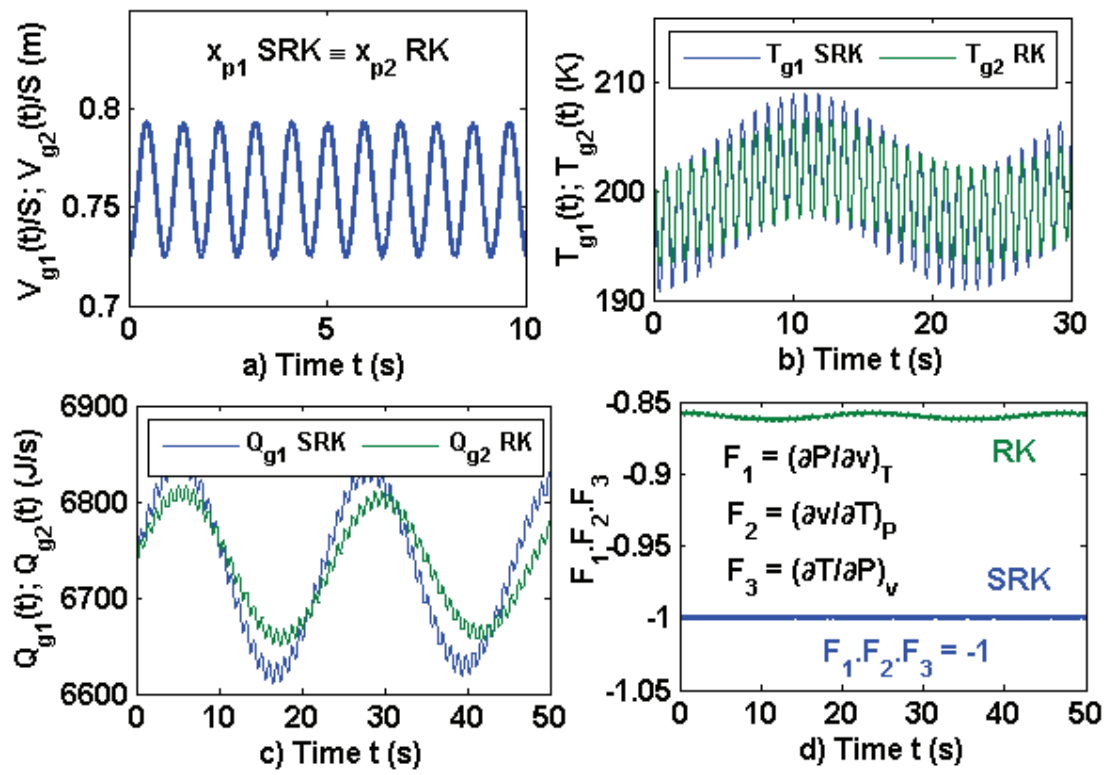 V_g1(t)/S; V_g2(t)/S (m)
x_p1 SRK ≡ x_p2 RK
0.8
0.75
0.7
0
5
10
a) Time t (s)
T_g1(t); T_g2(t) (K)
T_g1 SRK
T_g2 RK
210
200
190
0
10
20
30
b) Time t (s)
Q_g1(t); Q_g2(t) (J/s)
Q_g1 SRK
Q_g2 RK
6900
6800
6700
6600
0
10
20
30
40
50
c) Time t (s)
F_1.F_2.F_3
-0.85
-0.9
-0.95
-1
-1.05
RK
F_1 = (∂P/∂v)_T
F_2 = (∂v/∂T)_P
F_3 = (∂T/∂P)_v
SRK
F_1.F_2.F_3 = -1
0
10
20
30
40
50
d) Time t (s)